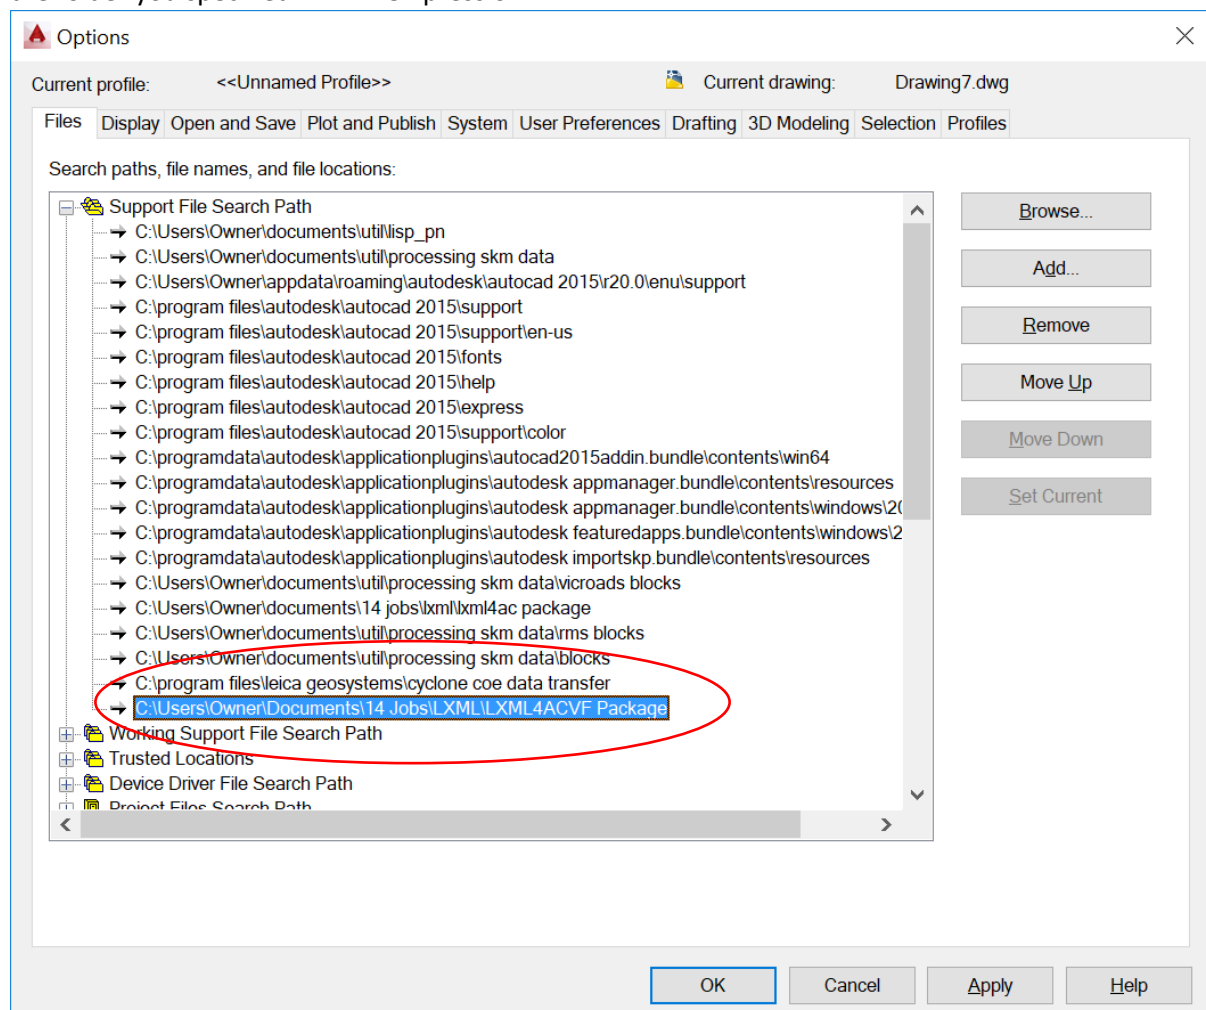 Options
Current profile: <<Unnamed Profile>> Current drawing: Drawing7.dwg
Files Display Open and Save Plot and Publish System User Preferences Drafting 3D Modeling Selection Profiles
Search paths, file names, and file locations:
Support File Search Path
C:\Users\Owner\documents\util\lisp_pn
C:\Users\Owner\documents\util\processing skm data
C:\Users\Owner\appdata\roaming\autodesk\autocad 2015\r20.0\enu\support
C:\program files\autodesk\autocad 2015\support
C:\program files\autodesk\autocad 2015\support\en-us
C:\program files\autodesk\autocad 2015\fonts
C:\program files\autodesk\autocad 2015\help
C:\program files\autodesk\autocad 2015\express
C:\program files\autodesk\autocad 2015\support\color
C:\programdata\autodesk\applicationplugins\autocad2015addin.bundle\contents\win64
C:\programdata\autodesk\applicationplugins\autodesk appmanager.bundle\contents\resources
C:\programdata\autodesk\applicationplugins\autodesk appmanager.bundle\contents\windows\20
C:\programdata\autodesk\applicationplugins\autodesk featuredapps.bundle\contents\windows\2
C:\programdata\autodesk\applicationplugins\autodesk importskp.bundle\contents\resources
C:\Users\Owner\documents\util\processing skm data\vicroads blocks
C:\Users\Owner\documents\14 jobs\lxml\lxml4ac package
C:\Users\Owner\documents\util\processing skm data\rms blocks
C:\Users\Owner\documents\util\processing skm data\blocks
C:\program files\leica geosystems\cyclone coe data transfer
C:\Users\Owner\Documents\14 Jobs\LXML\LXML4ACVF Package
Working Support File Search Path
Trusted Locations
Device Driver File Search Path
Project Files Search Path
Browse...
Add...
Remove
Move Up
Move Down
Set Current
OK Cancel Apply Help